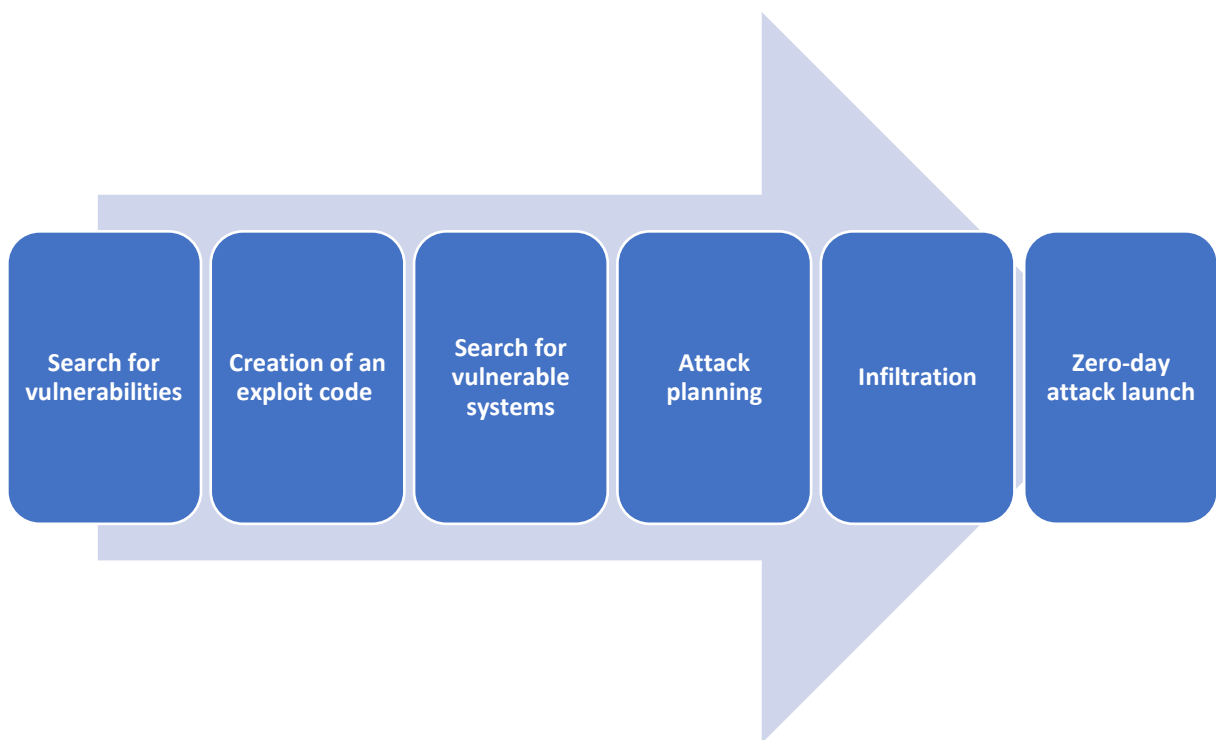 Search for
vulnerabilities
Creation of an
exploit code
Search for
vulnerable
systems
Attack
planning
Infiltration
Zero-day
attack launch